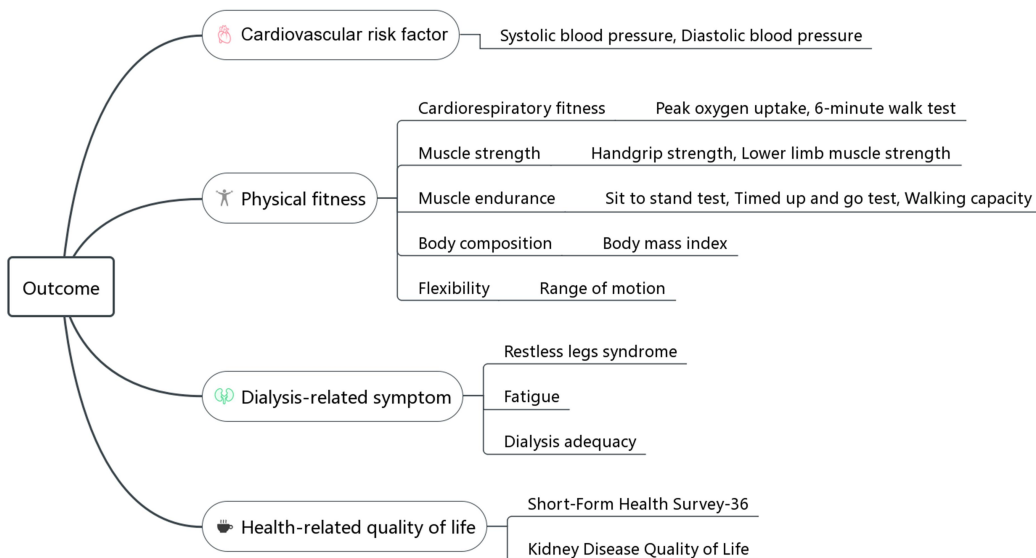 Cardiovascular risk factor
Systolic blood pressure, Diastolic blood pressure
Physical fitness
Cardiorespiratory fitness
Peak oxygen uptake, 6-minute walk test
Muscle strength
Handgrip strength, Lower limb muscle strength
Muscle endurance
Sit to stand test, Timed up and go test, Walking capacity
Body composition
Body mass index
Flexibility
Range of motion
Outcome
Dialysis-related symptom
Restless legs syndrome
Fatigue
Dialysis adequacy
Health-related quality of life
Short-Form Health Survey-36
Kidney Disease Quality of Life